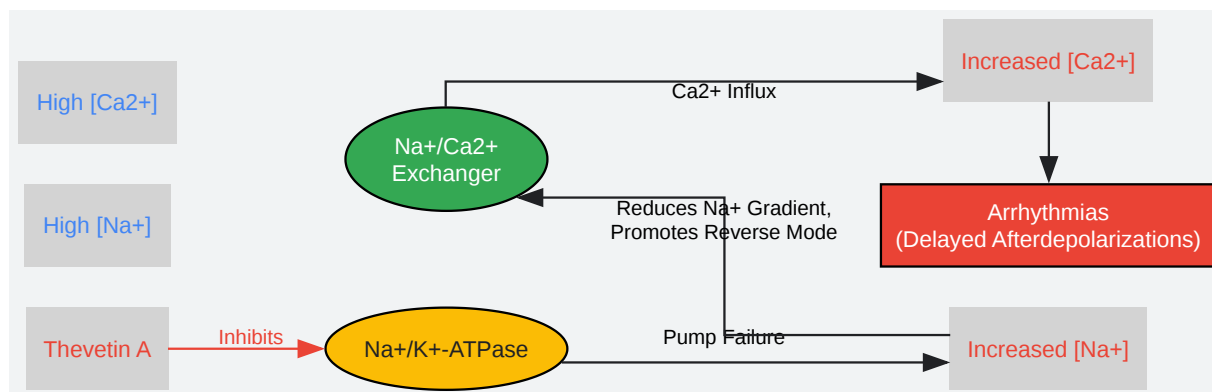 High [Ca2+]
High [Na+]
Thevetin A
Inhibits
Na+/Ca2+
Exchanger
Na+/K+-ATPase
Ca2+ Influx
Reduces Na+ Gradient,
Promotes Reverse Mode
Pump Failure
Increased [Ca2+]
Arrhythmias
(Delayed Afterdepolarizations)
Increased [Na+]